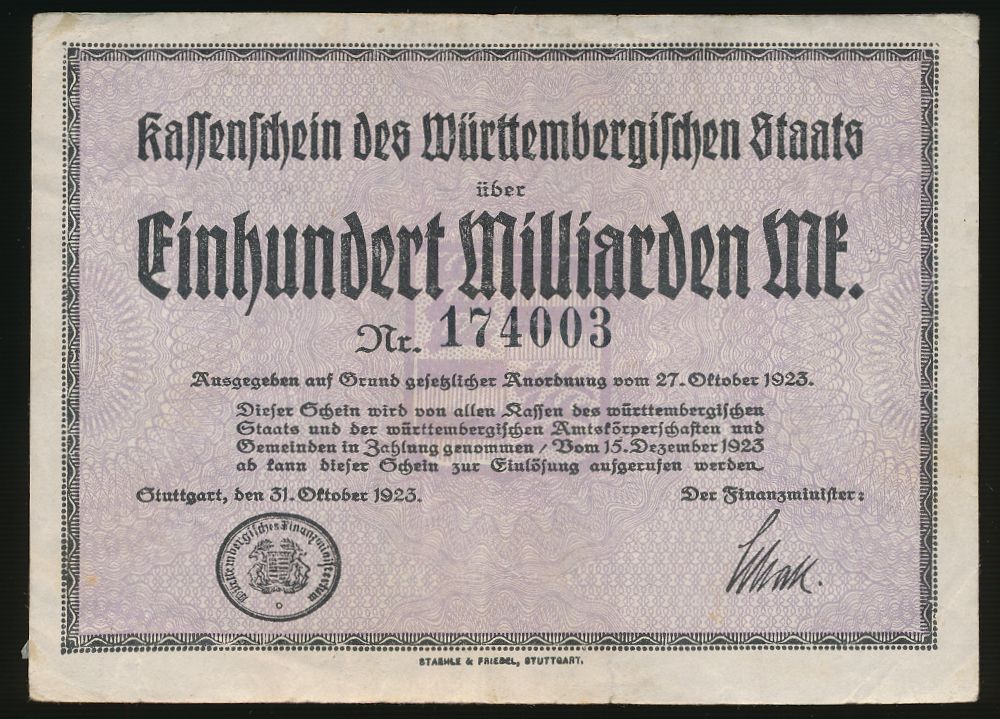 Kassenschein des Württembergischen Staats
über
Einhundert Milliarden Mk.
Nr. 174003
Ausgegeben auf Grund gesetzlicher Anordnung vom 27. Oktober 1923.
Dieser Schein wird von allen Kassen des württembergischen
Staats und der württembergischen Amtskörperschaften und
Gemeinden in Zahlung genommen / Vom 15. Dezember 1923
ab kann dieser Schein zur Einlösung aufgerufen werden.
Stuttgart, den 31. Oktober 1923.
Der Finanzminister:
Württembergisches Finanzministerium
Schall.
STAEHLE & FRIEDEL, STUTTGART.